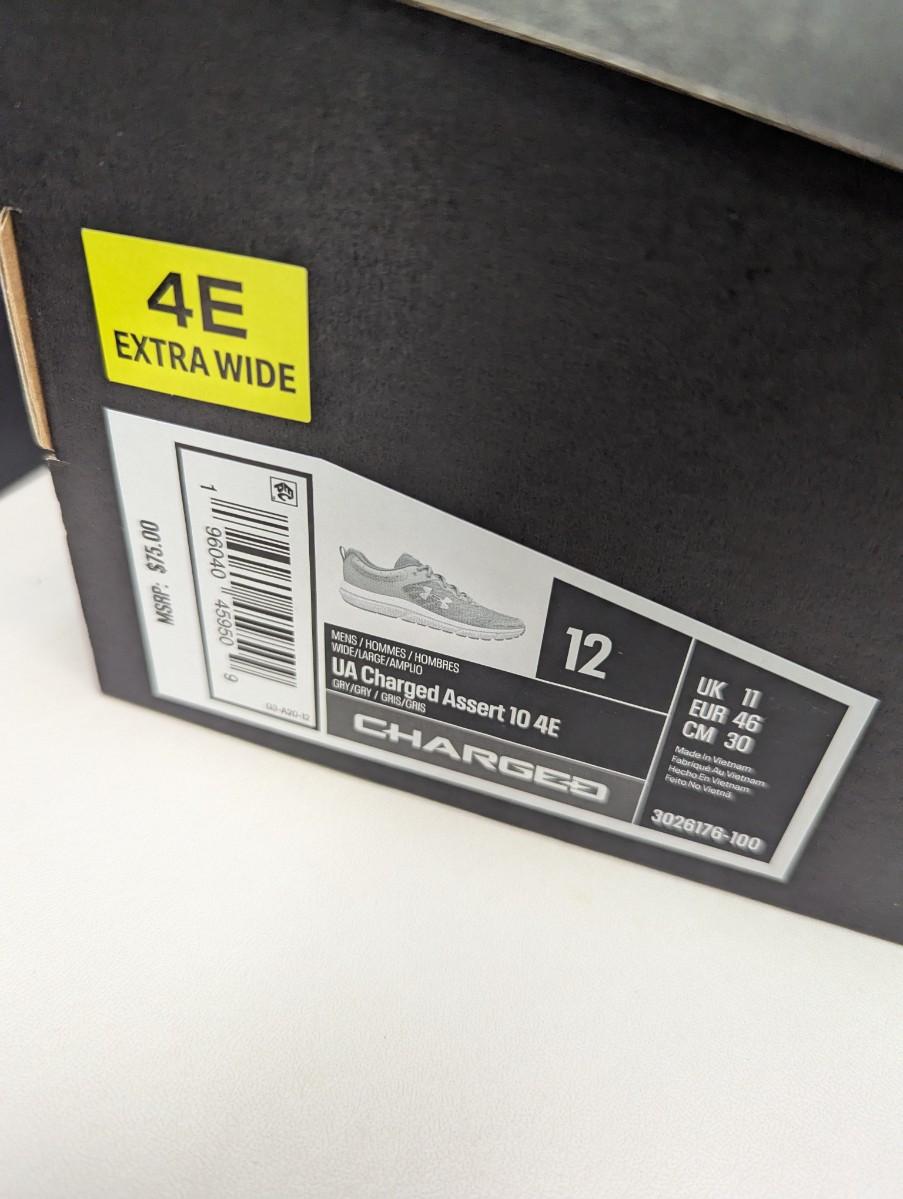 4E
EXTRA WIDE
MSRP: $75.00
1 96040 45950 9
03-A20-12
MENS / HOMMES / HOMBRES
WIDE/LARGE/AMPLIO
UA Charged Assert 10 4E
GRY/GRY / GRIS/GRIS
CHARGED
12
UK 11
EUR 46
CM 30
Made In Vietnam
Fabriqué Au Vietnam
Hecho En Vietnam
Feito No Vietnã
3026176-100